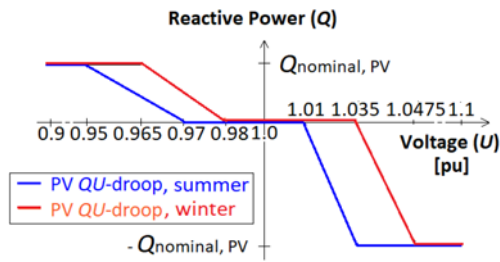 Reactive Power (Q)
Qnominal, PV
1.01 1.035 1.0475 1.1
0.9 0.95 0.965 0.97 0.98 1.0
Voltage (U)
[pu]
PV QU-droop, summer
PV QU-droop, winter
- Qnominal, PV